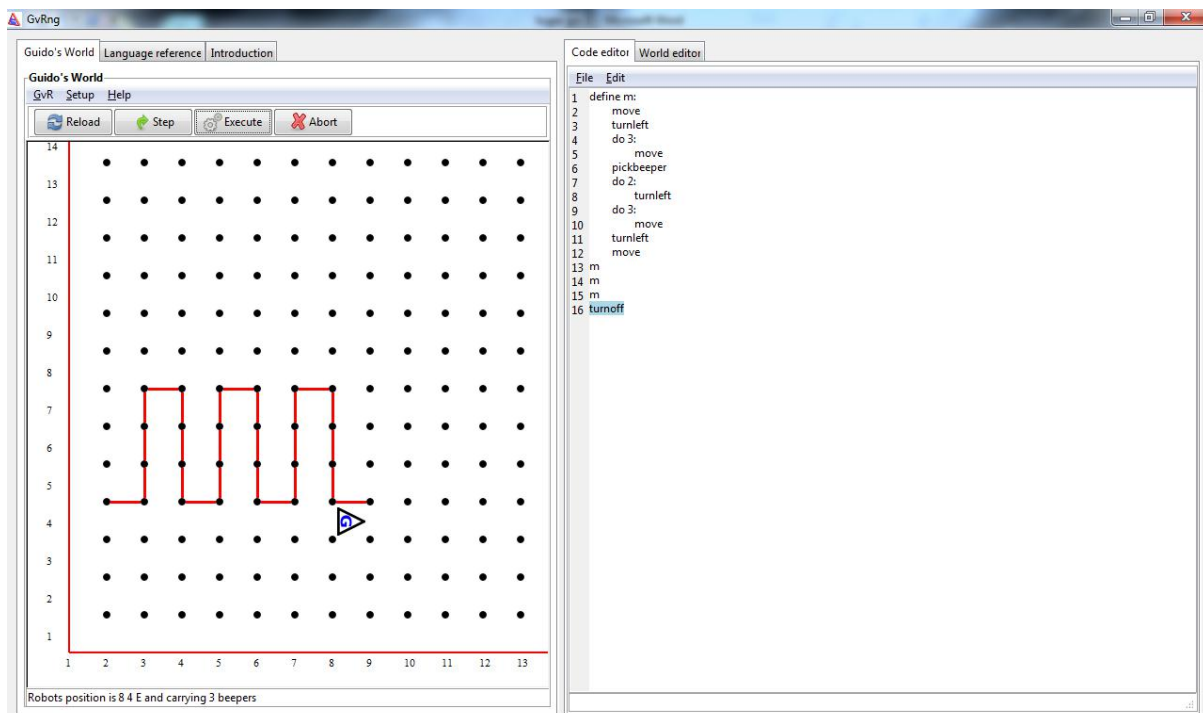 GvRng
Guido's World Language reference Introduction
Guido's World
GvR Setup Help
Reload Step Execute Abort
14
13
12
11
10
9
8
7
6
5
4
3
2
1
G
1 2 3 4 5 6 7 8 9 10 11 12 13
Robots position is 8 4 E and carrying 3 beepers
Code editor World editor
File Edit
1 define m:
2 move
3 turnleft
4 do 3:
5 move
6 pickbeeper
7 do 2:
8 turnleft
9 do 3:
10 move
11 turnleft
12 move
13 m
14 m
15 m
16 turnoff